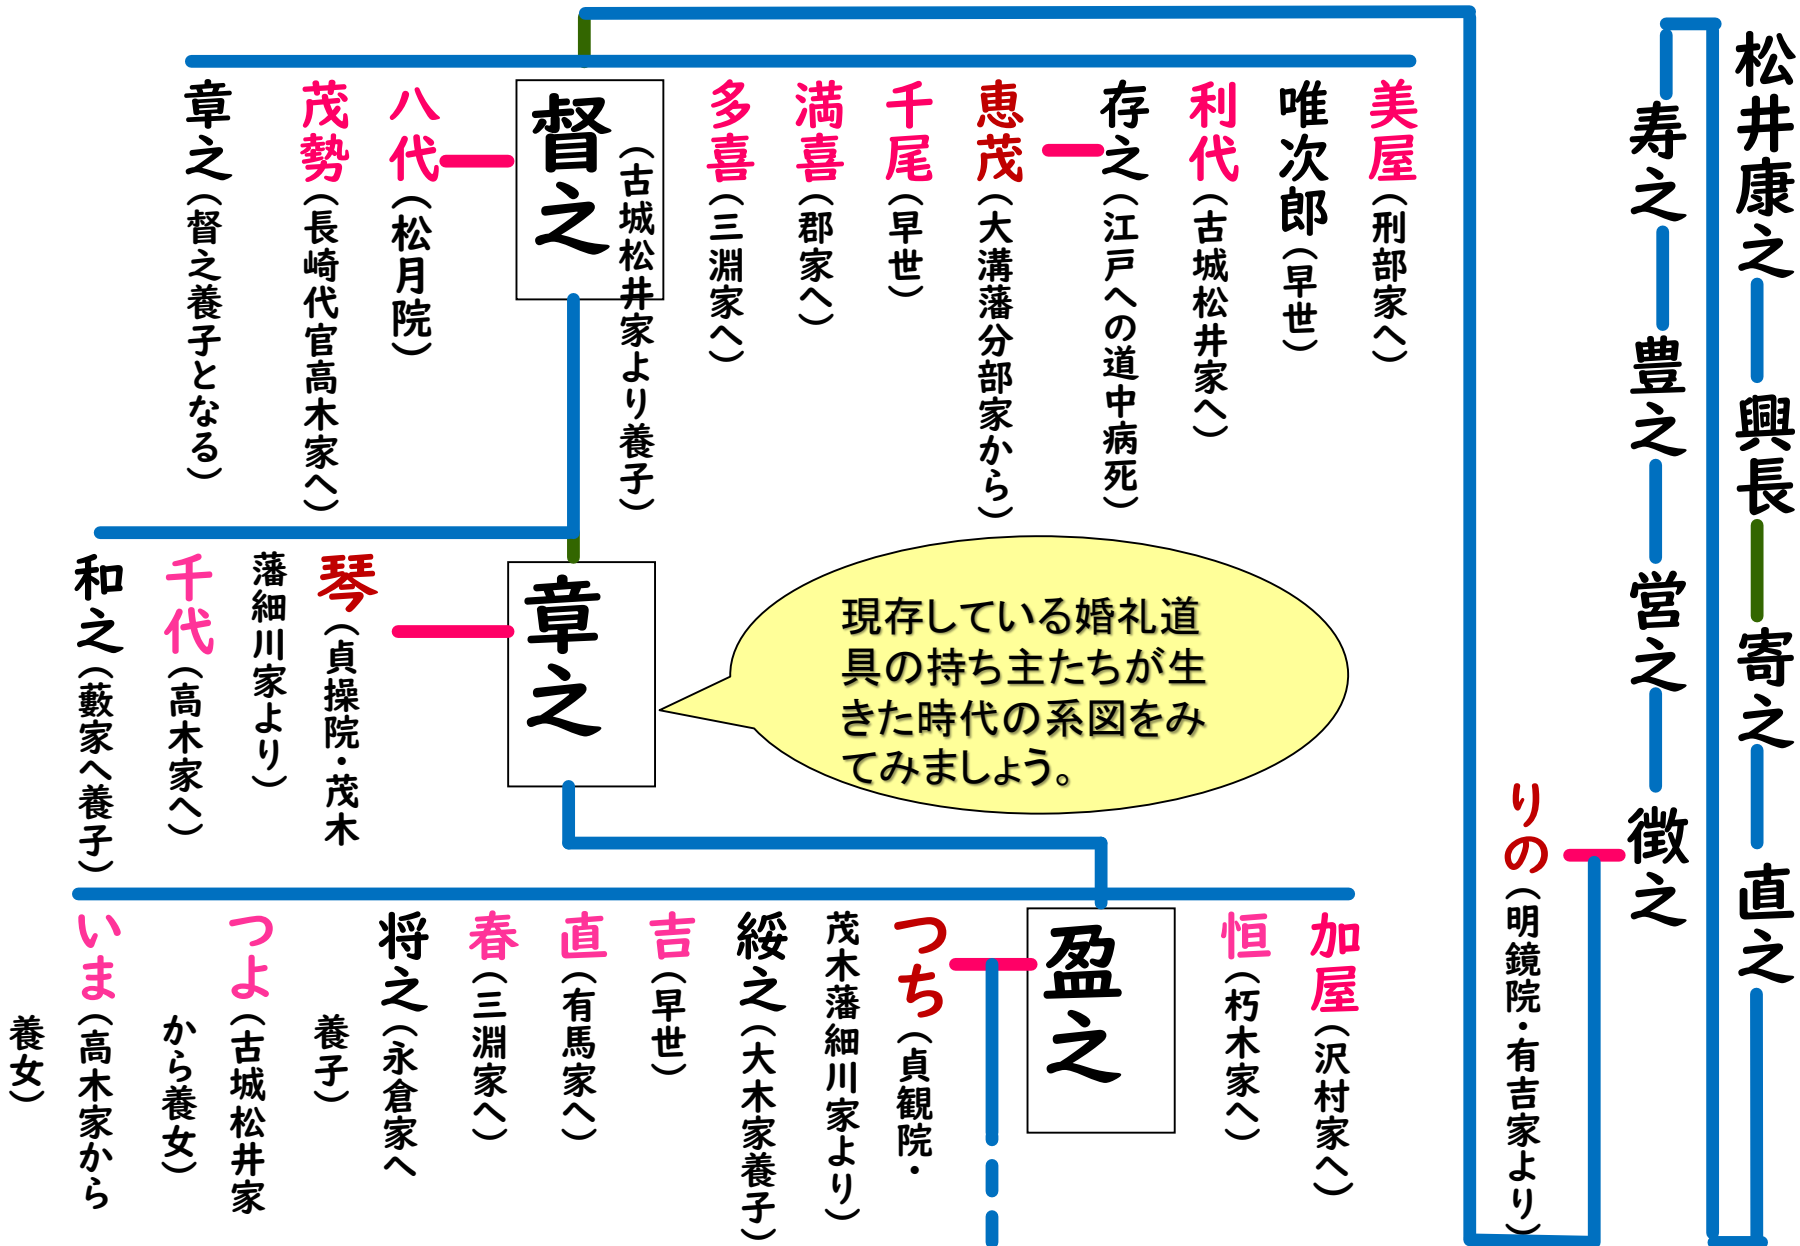 松井康之
興長
寄之
直之
寿之
豊之
営之
徴之
りの（明鏡院・有吉家より）
美屋（刑部家へ）
唯次郎（早世）
利代（古城松井家へ）
存之（江戸への道中病死）
恵茂（大溝藩分部家から）
千尾（早世）
満喜（郡家へ）
多喜（三淵家へ）
督之
（古城松井家より養子）
八代（松月院）
茂勢（長崎代官高木家へ）
章之（督之養子となる）
章之
琴（貞操院・茂木
藩細川家より）
千代（高木家へ）
和之（藪家へ養子）
現存している婚礼道
具の持ち主たちが生
きた時代の系図をみ
てみましょう。
加屋（沢村家へ）
恒（朽木家へ）
盈之
つち（貞観院・
茂木藩細川家より）
綏之（大木家養子）
吉（早世）
直（有馬家へ）
春（三淵家へ）
将之（永倉家へ
養子）
つよ（古城松井家
から養女）
いま（高木家から
養女）